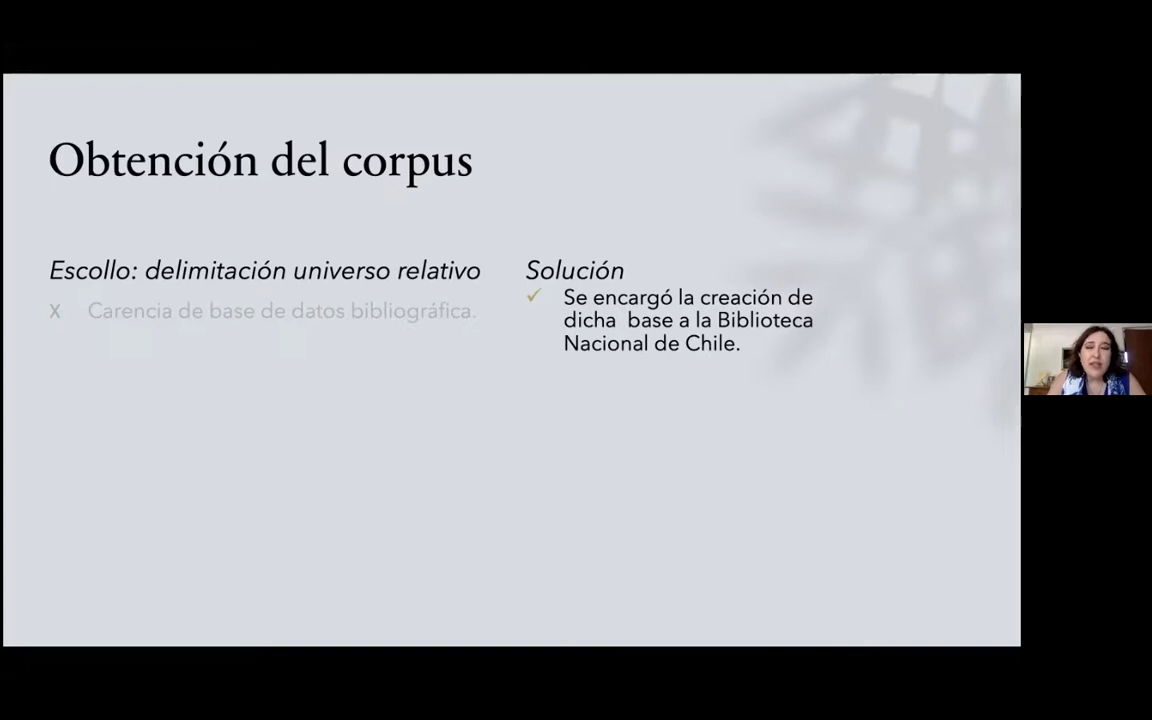 Obtención del corpus
Escollo: delimitación universo relativo
X Carencia de base de datos bibliográfica.
Solución
✓ Se encargó la creación de
dicha base a la Biblioteca
Nacional de Chile.